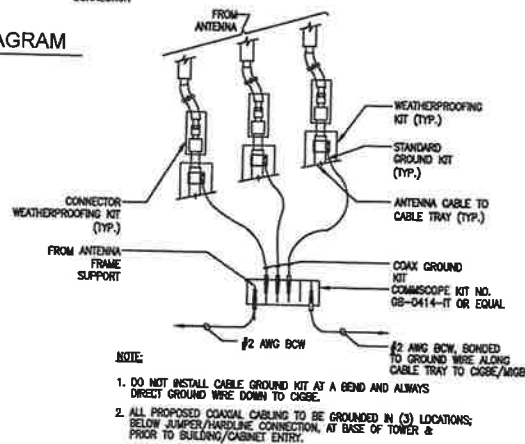 CONNECTION
AGRAM
FROM
ANTENNA
WEATHERPROOFING
KIT (TYP.)
STANDARD
GROUND KIT
(TYP.)
ANTENNA CABLE TO
CABLE TRAY (TYP.)
CONNECTOR
WEATHERPROOFING KIT
(TYP.)
FROM ANTENNA
FRAME
SUPPORT
COAX GROUND
KIT
COMMSCOPE KIT NO.
GB-0414-IT OR EQUAL
#2 AWG BCW
#2 AWG BCW, BONDED
TO GROUND WIRE ALONG
CABLE TRAY TO CIGBE/MIGB
NOTE:
1. DO NOT INSTALL CABLE GROUND KIT AT A BEND AND ALWAYS
DIRECT GROUND WIRE DOWN TO CIGBE.
2. ALL PROPOSED COAXIAL CABLING TO BE GROUNDED IN (3) LOCATIONS;
BELOW JUMPER/HARDLINE CONNECTION, AT BASE OF TOWER &
PRIOR TO BUILDING/CABINET ENTRY.